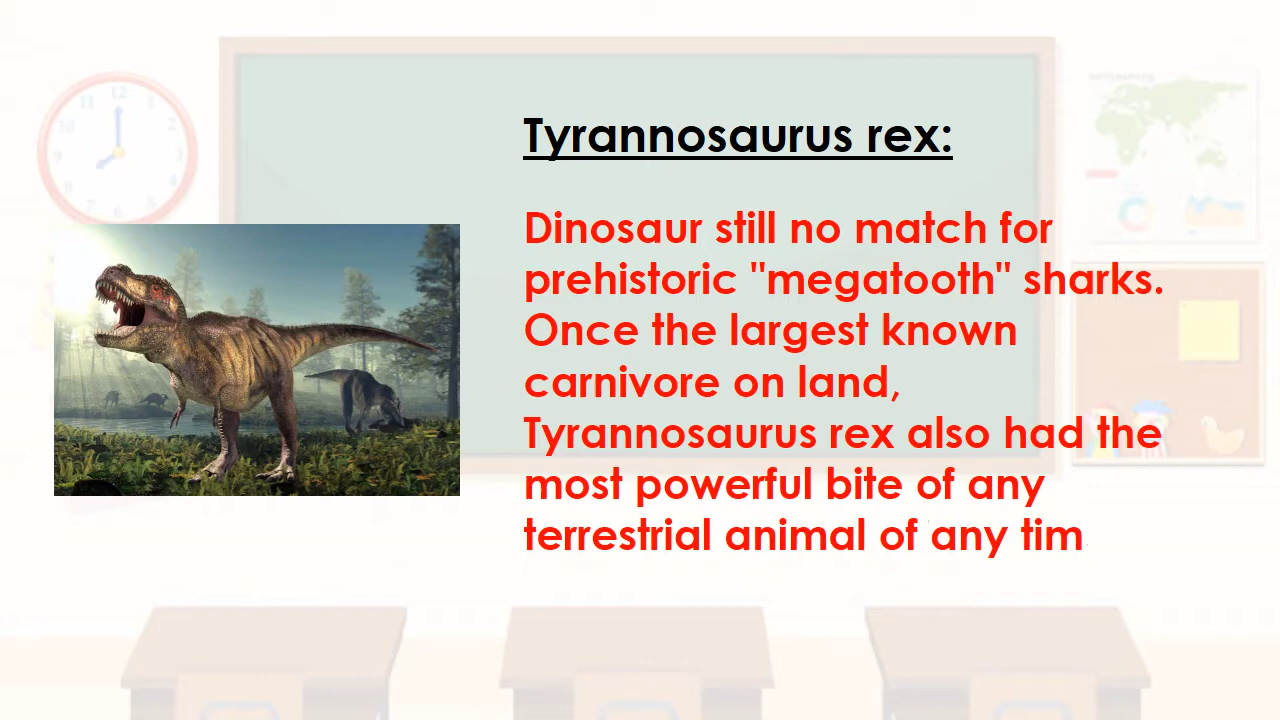 Tyrannosaurus rex:
Dinosaur still no match for
prehistoric "megatooth" sharks.
Once the largest known
carnivore on land,
Tyrannosaurus rex also had the
most powerful bite of any
terrestrial animal of any tim